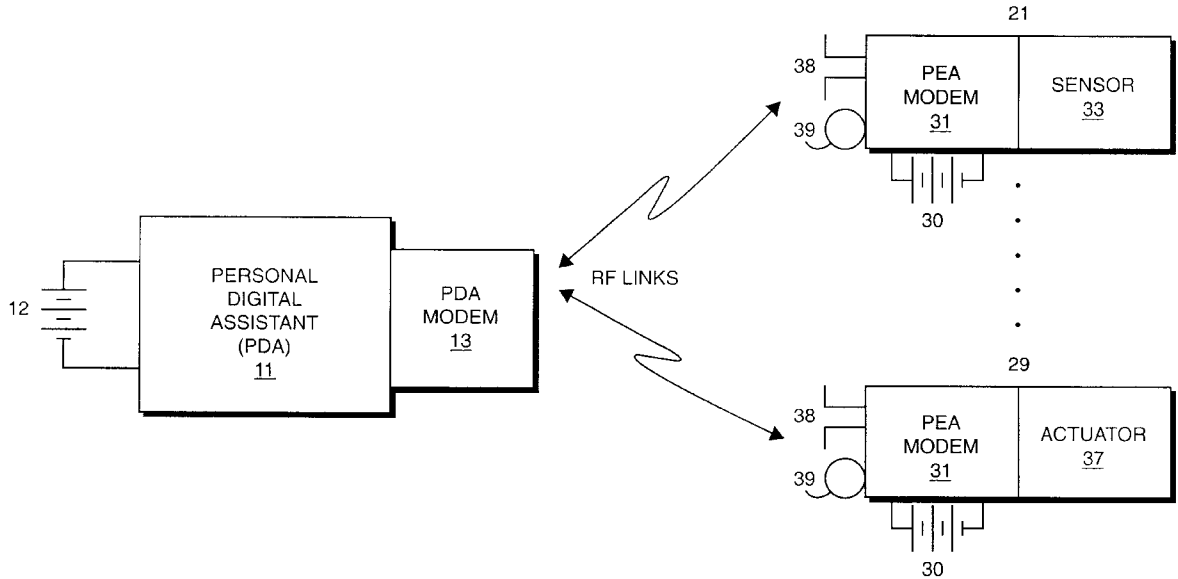 21
38
PEA
MODEM
31
SENSOR
33
39
30
RF LINKS
12
PERSONAL
DIGITAL
ASSISTANT
(PDA)
11
PDA
MODEM
13
29
38
PEA
MODEM
31
ACTUATOR
37
39
30